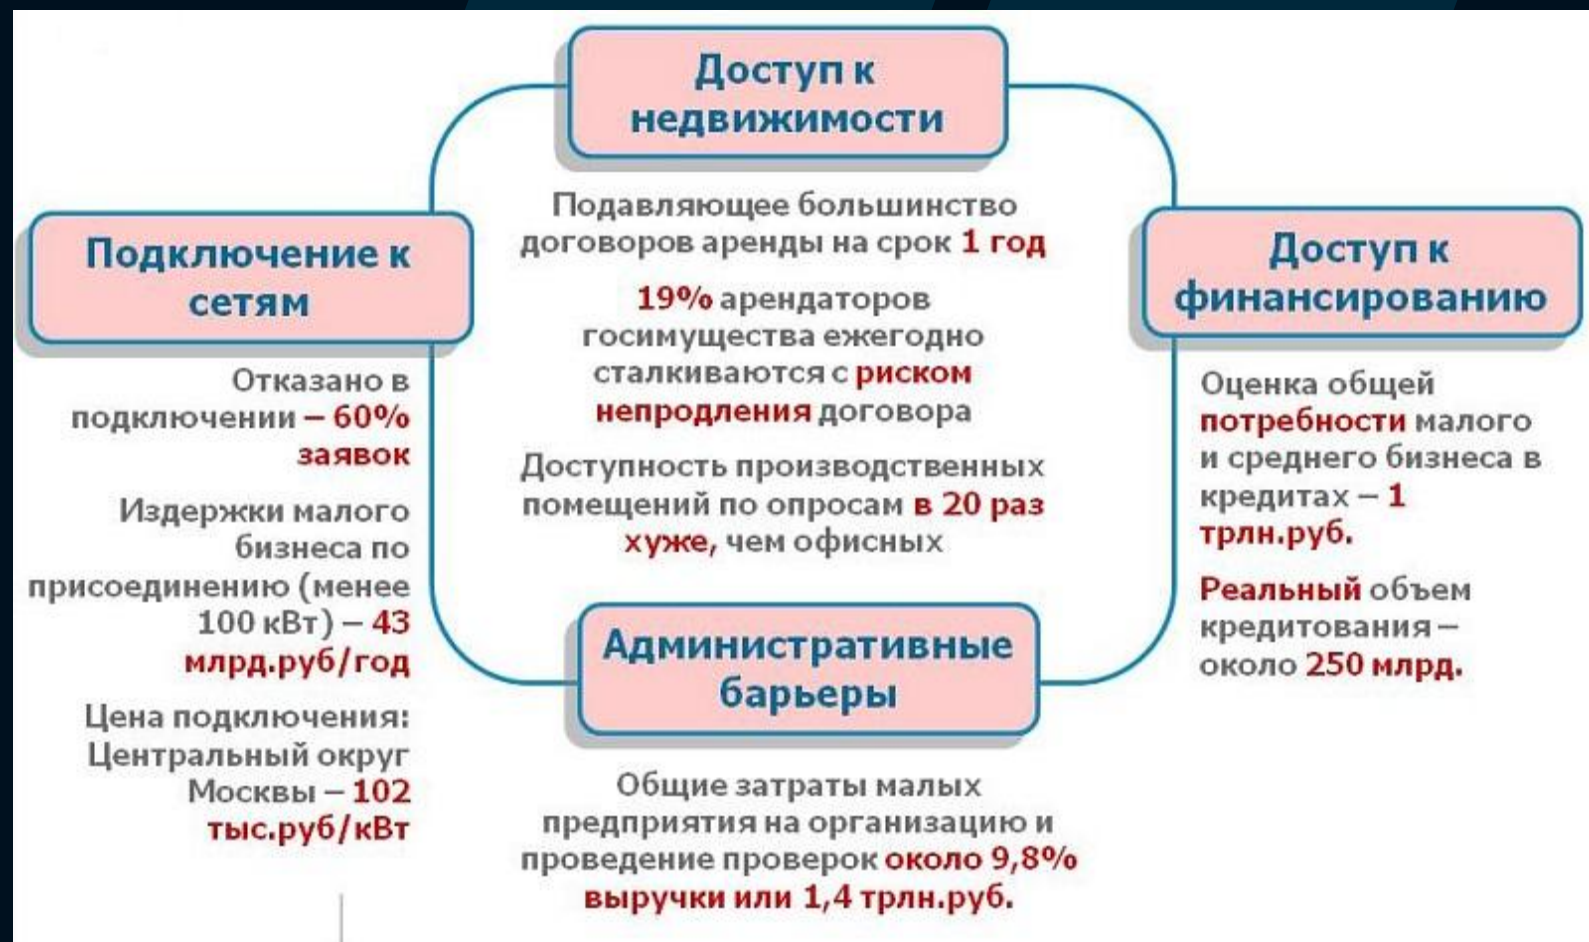 Доступ к
недвижимости
Подавляющее большинство
договоров аренды на срок 1 год
19% арендаторов
госимущества ежегодно
сталкиваются с риском
непродления договора
Доступность производственных
помещений по опросам в 20 раз
хуже, чем офисных
Подключение к
сетям
Отказано в
подключении – 60%
заявок
Издержки малого
бизнеса по
присоединению (менее
100 кВт) – 43
млрд.руб/год
Цена подключения:
Центральный округ
Москвы – 102
тыс.руб/кВт
Доступ к
финансированию
Оценка общей
потребности малого
и среднего бизнеса в
кредитах – 1
трлн.руб.
Реальный объем
кредитования –
около 250 млрд.
Административные
барьеры
Общие затраты малых
предприятия на организацию и
проведение проверок около 9,8%
выручки или 1,4 трлн.руб.